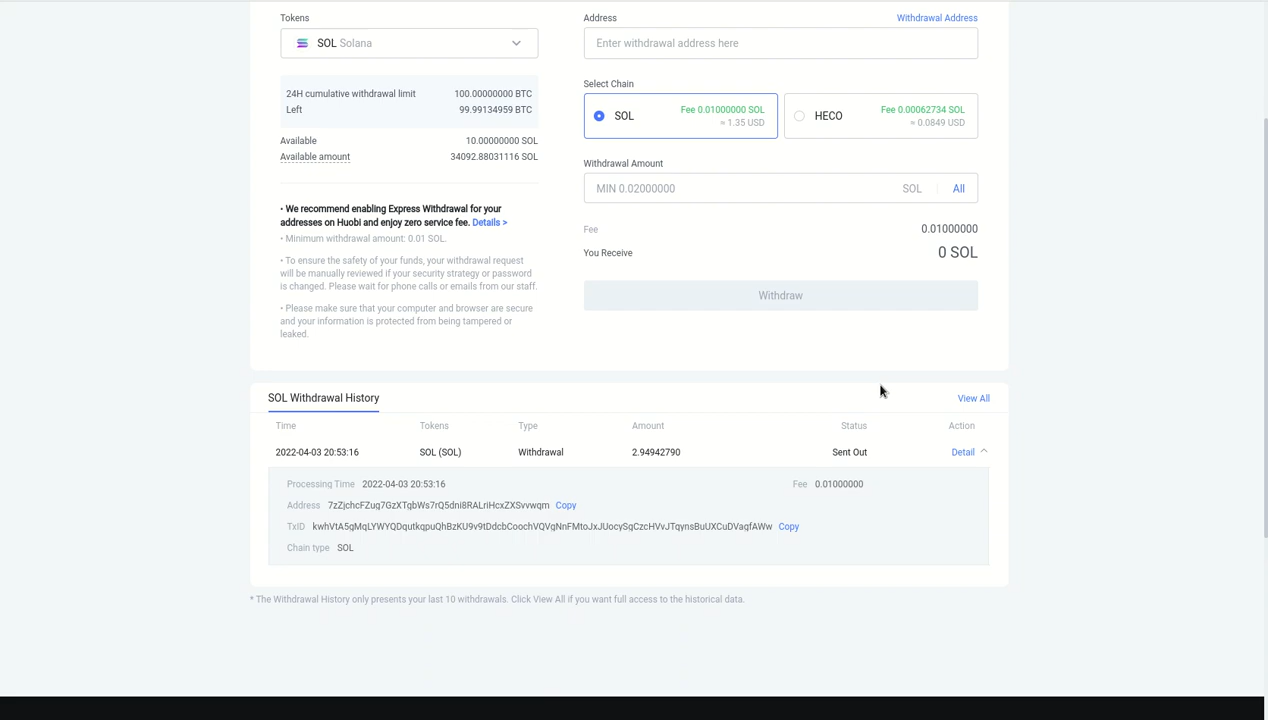 Tokens
SOL Solana
24H cumulative withdrawal limit 100.00000000 BTC
Left 99.99134959 BTC
Available 10.00000000 SOL
Available amount 34092.88031116 SOL
• We recommend enabling Express Withdrawal for your
addresses on Huobi and enjoy zero service fee. Details >
• Minimum withdrawal amount: 0.01 SOL.
• To ensure the safety of your funds, your withdrawal request
will be manually reviewed if your security strategy or password
is changed. Please wait for phone calls or emails from our staff.
• Please make sure that your computer and browser are secure
and your information is protected from being tampered or
leaked.
Address Withdrawal Address
Enter withdrawal address here
Select Chain
SOL Fee 0.01000000 SOL
≈ 1.35 USD
HECO Fee 0.00062734 SOL
≈ 0.0849 USD
Withdrawal Amount
MIN 0.02000000 SOL All
Fee 0.01000000
You Receive 0 SOL
Withdraw
SOL Withdrawal History View All
Time Tokens Type Amount Status Action
2022-04-03 20:53:16 SOL (SOL) Withdrawal 2.94942790 Sent Out Detail
Processing Time 2022-04-03 20:53:16 Fee 0.01000000
Address 7zZjchcFZug7GzXTgbWs7rQ5dni8RALriHcxZXSvvwqm Copy
TxID kwhVtA5gMqLYWYQDqutkqpuQhBzKU9v9tDdcbCoochVQVgNnFMtoJxJUocySgCzcHVvJTqynsBuUXCuDVagfAWw Copy
Chain type SOL
* The Withdrawal History only presents your last 10 withdrawals. Click View All if you want full access to the historical data.